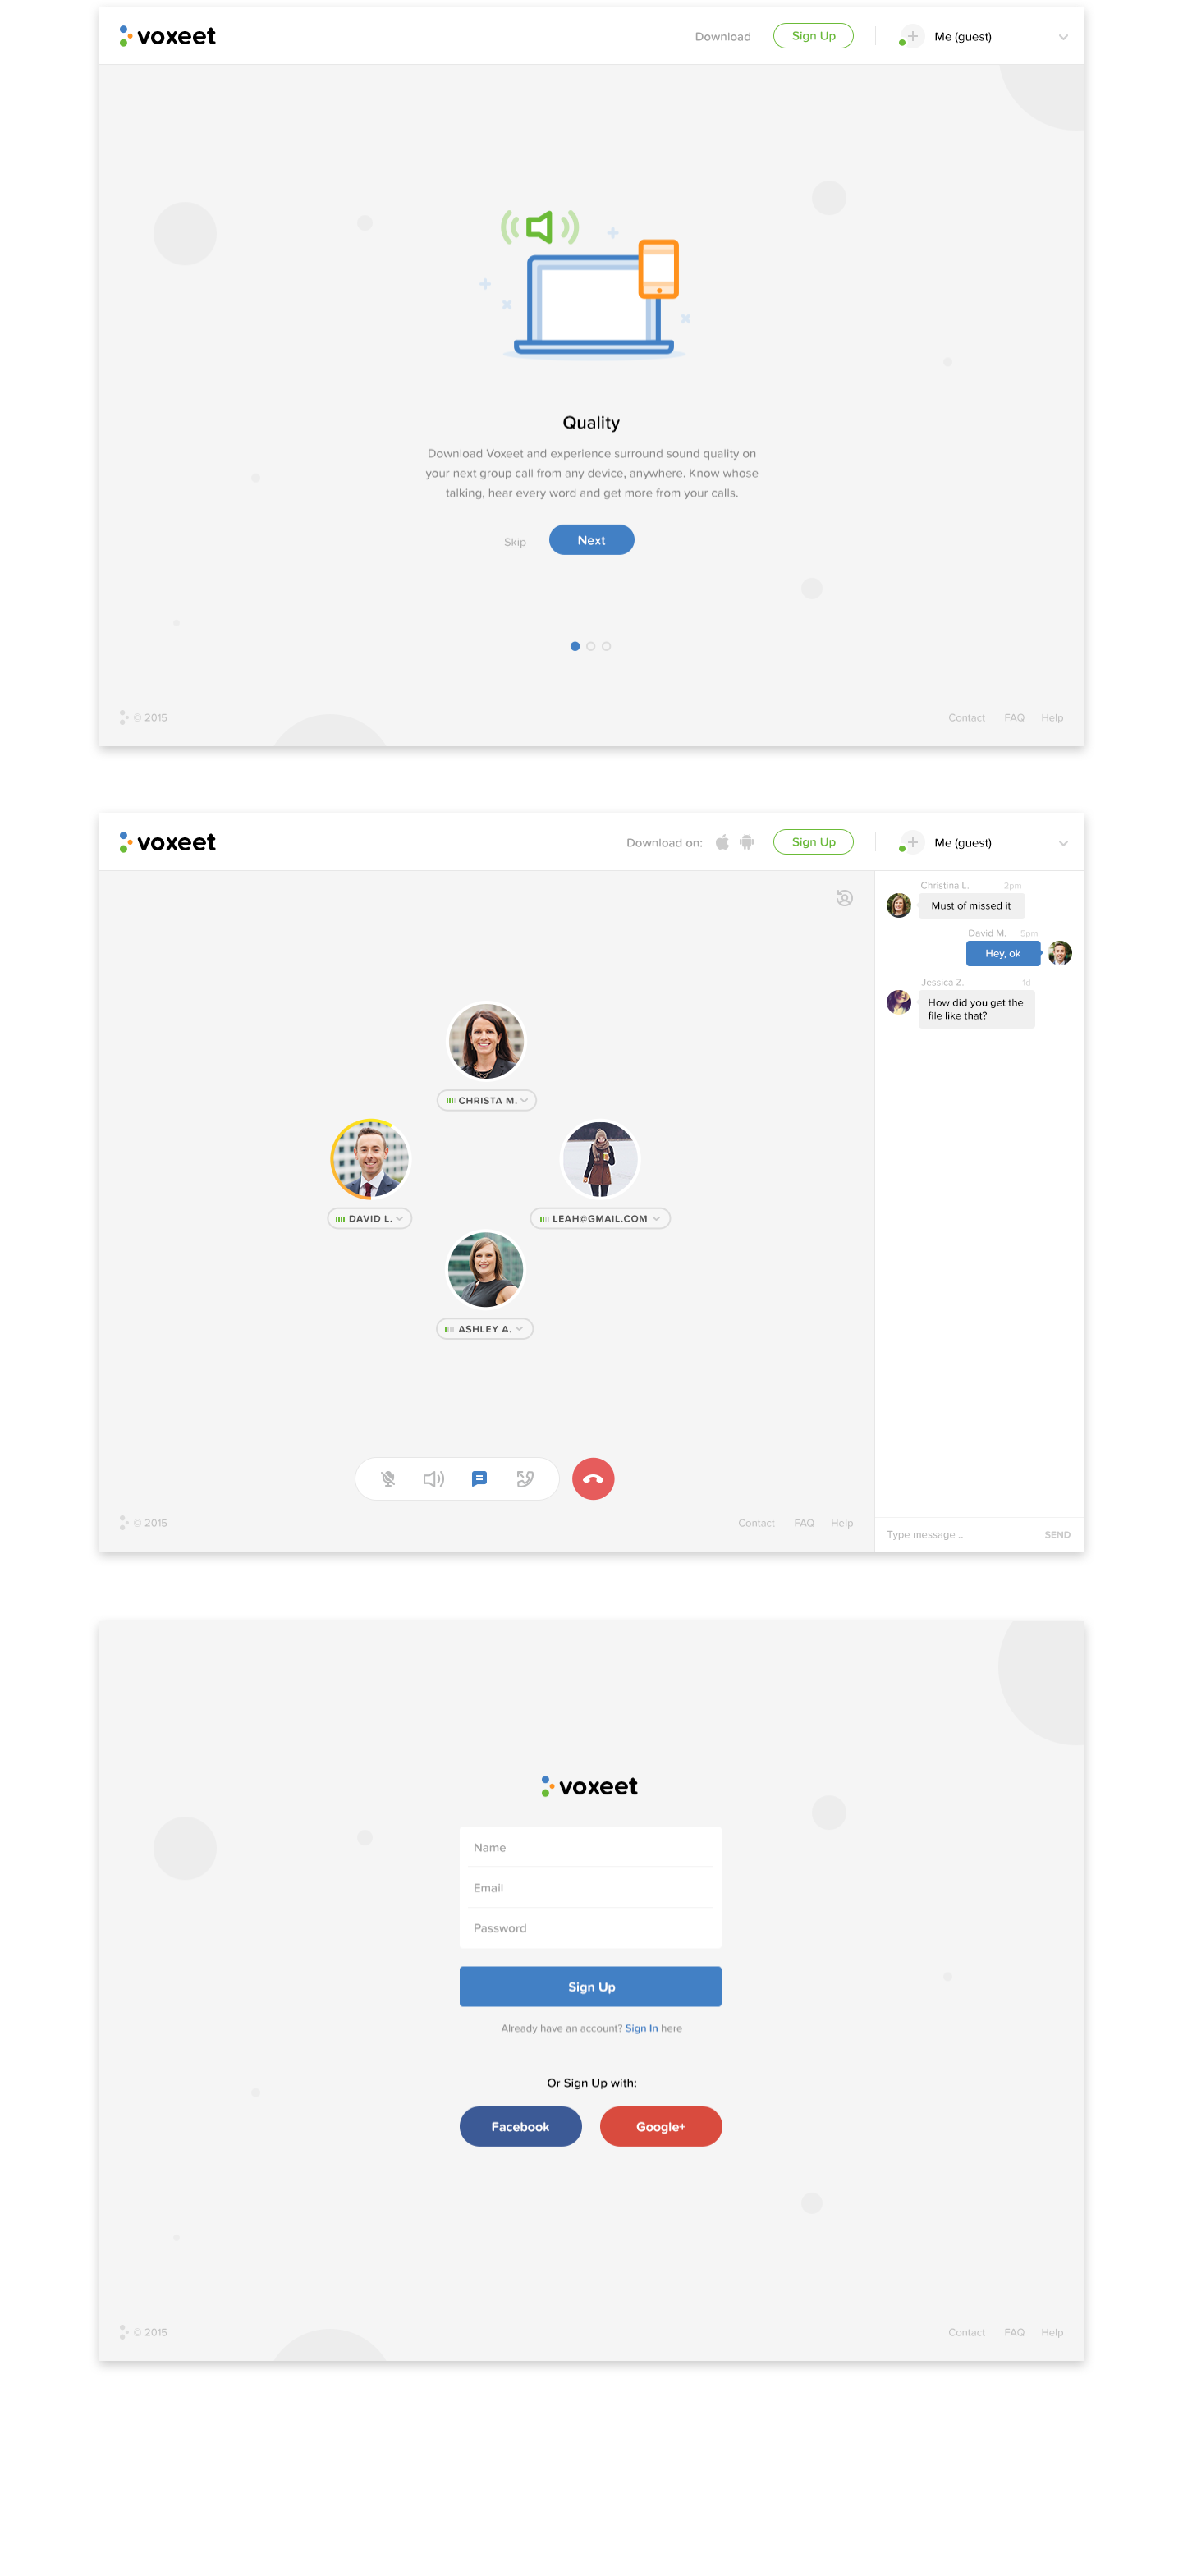 voxeet
Download
Sign Up
Me (guest)
Quality
Download Voxeet and experience surround sound quality on
your next group call from any device, anywhere. Know whose
talking, hear every word and get more from your calls.
Skip
Next
© 2015
Contact FAQ Help
voxeet
Download on:
Sign Up
Me (guest)
Christina L. 2pm
Must of missed it
David M. 5pm
Hey, ok
Jessica Z. 1d
How did you get the
file like that?
CHRISTA M.
DAVID L.
LEAH@GMAIL.COM
ASHLEY A.
© 2015
Contact FAQ Help
Type message ..
SEND
voxeet
Name
Email
Password
Sign Up
Already have an account? Sign In here
Or Sign Up with:
Facebook
Google+
© 2015
Contact FAQ Help